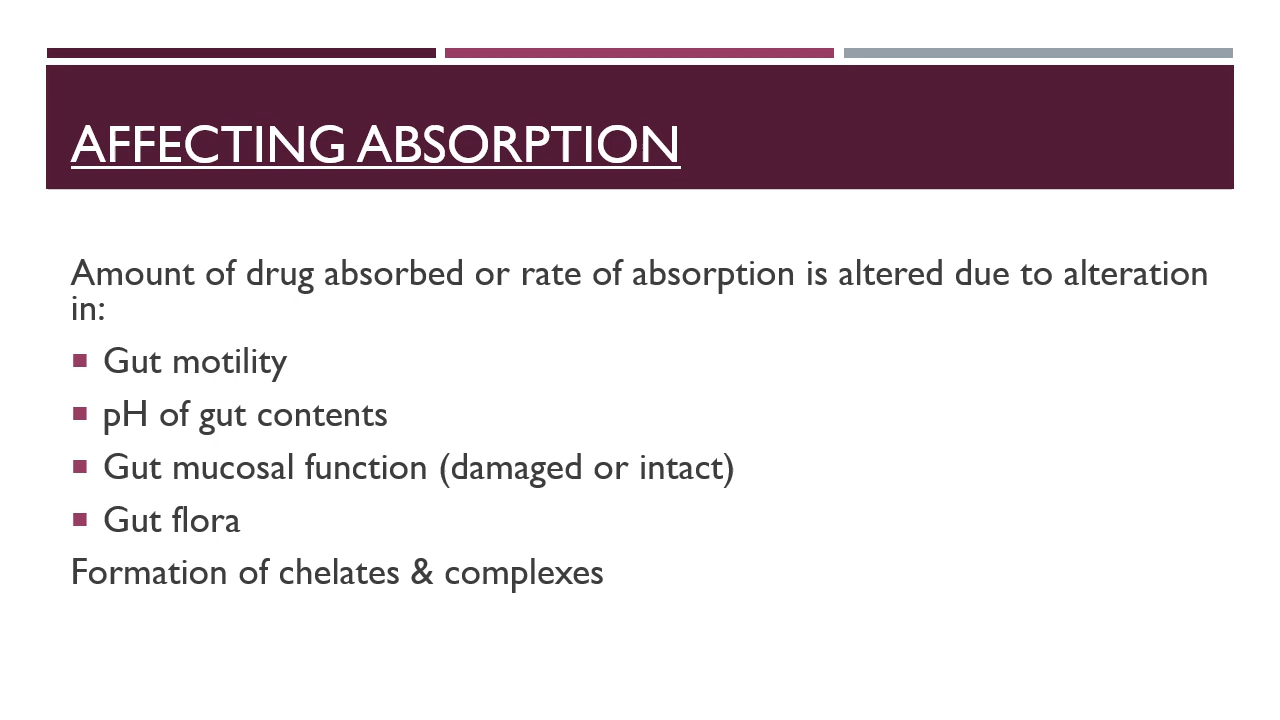 AFFECTING ABSORPTION
Amount of drug absorbed or rate of absorption is altered due to alteration
in:
Gut motility
pH of gut contents
Gut mucosal function (damaged or intact)
Gut flora
Formation of chelates & complexes